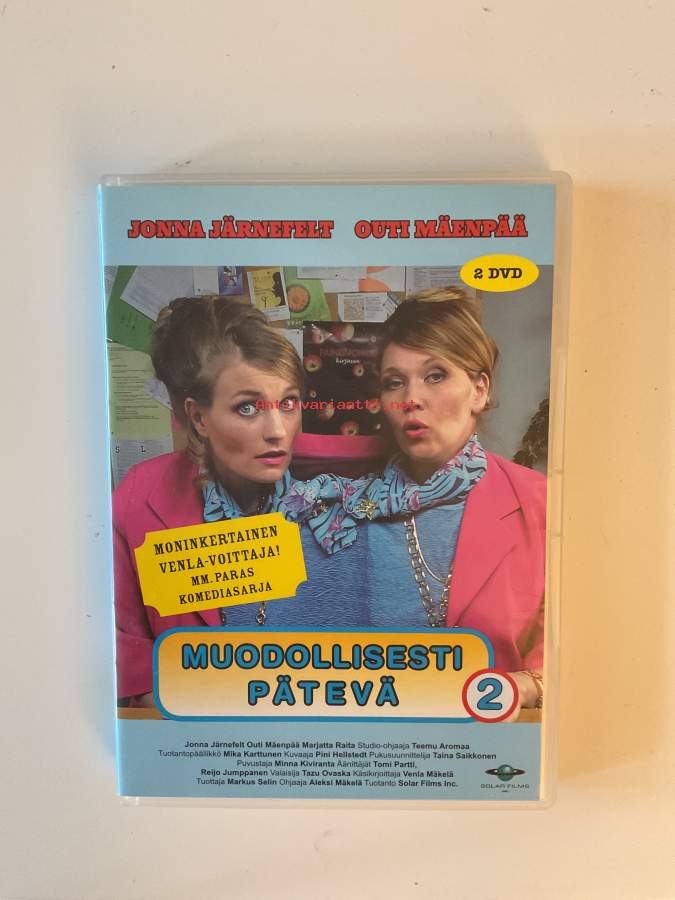 JONNA JÄRNEFELT OUTI MÄENPÄÄ
2 DVD
Antikvariaatti.net
S L
MONINKERTAINEN
VENLA-VOITTAJA!
MM. PARAS
KOMEDIASARJA
MUODOLLISESTI
PÄTEVÄ
2
Jonna Järnefelt Outi Mäenpää Marjatta Raita Studio-ohjaaja Teemu Aromaa
Tuotantopäällikkö Mika Karttunen Kuvaaja Pini Hellstedt Pukusuunnittelija Taina Saikkonen
Puvustaja Minna Kiviranta Äänittäjät Tomi Partti,
Reijo Jumppanen Valaisija Tazu Ovaska Käsikirjoittaja Venla Mäkelä
Tuottaja Markus Selin Ohjaaja Aleksi Mäkelä Tuotanto Solar Films Inc.
SOLAR FILMS